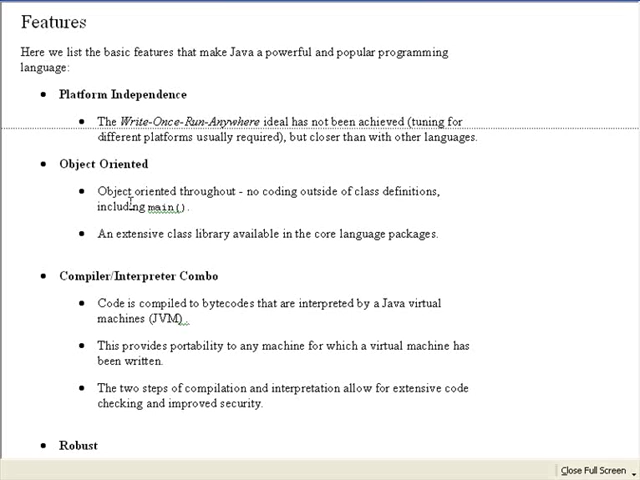 Features
Here we list the basic features that make Java a powerful and popular programming
language:
Platform Independence
The Write-Once-Run-Anywhere ideal has not been achieved (tuning for
different platforms usually required), but closer than with other languages.
Object Oriented
Object oriented throughout - no coding outside of class definitions,
including main().
An extensive class library available in the core language packages.
Compiler/Interpreter Combo
Code is compiled to bytecodes that are interpreted by a Java virtual
machines (JVM) .
This provides portability to any machine for which a virtual machine has
been written.
The two steps of compilation and interpretation allow for extensive code
checking and improved security.
Robust
Close Full Screen